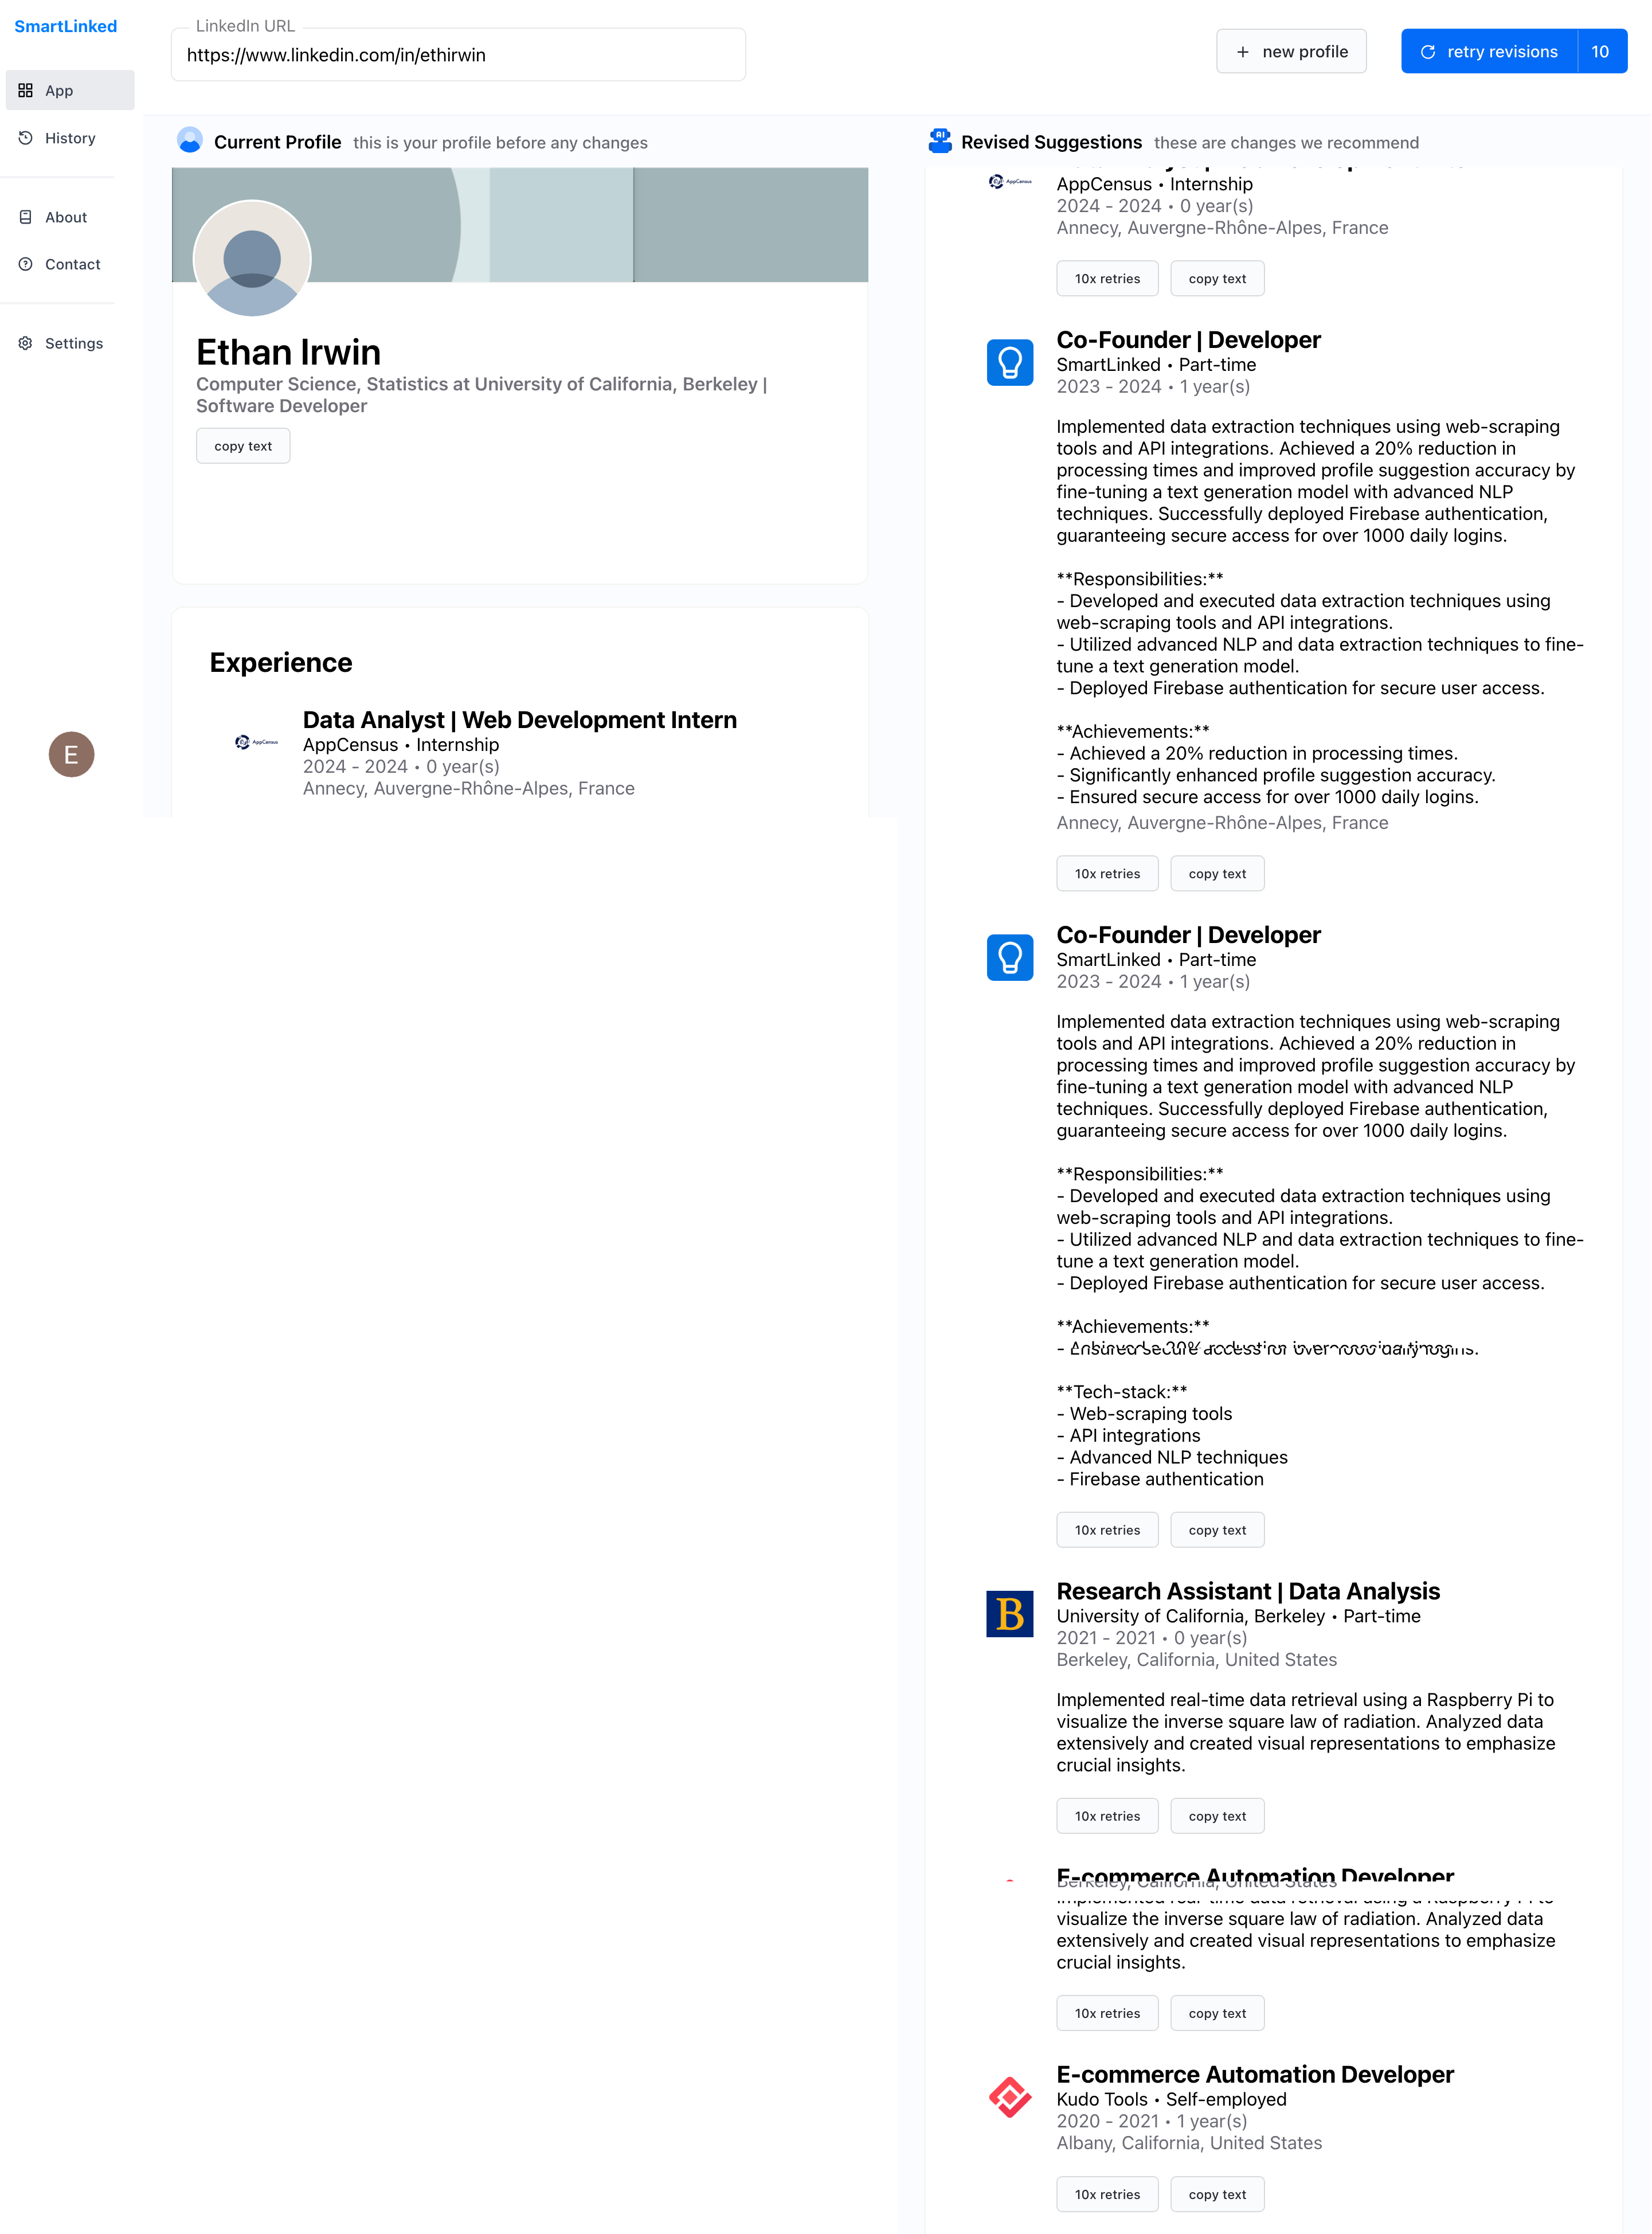 SmartLinked
App
History
About
Contact
Settings
E
LinkedIn URL
https://www.linkedin.com/in/ethirwin
+ new profile
retry revisions 10
Current Profile this is your profile before any changes
Ethan Irwin
Computer Science, Statistics at University of California, Berkeley |
Software Developer
copy text
Experience
AppCensus
Data Analyst | Web Development Intern
AppCensus • Internship
2024 - 2024 • 0 year(s)
Annecy, Auvergne-Rhône-Alpes, France
AI
Revised Suggestions these are changes we recommend
AppCensus
AppCensus • Internship
2024 - 2024 • 0 year(s)
Annecy, Auvergne-Rhône-Alpes, France
10x retries copy text
Co-Founder | Developer
SmartLinked • Part-time
2023 - 2024 • 1 year(s)
Implemented data extraction techniques using web-scraping
tools and API integrations. Achieved a 20% reduction in
processing times and improved profile suggestion accuracy by
fine-tuning a text generation model with advanced NLP
techniques. Successfully deployed Firebase authentication,
guaranteeing secure access for over 1000 daily logins.
**Responsibilities:**
- Developed and executed data extraction techniques using
web-scraping tools and API integrations.
- Utilized advanced NLP and data extraction techniques to fine-
tune a text generation model.
- Deployed Firebase authentication for secure user access.
**Achievements:**
- Achieved a 20% reduction in processing times.
- Significantly enhanced profile suggestion accuracy.
- Ensured secure access for over 1000 daily logins.
Annecy, Auvergne-Rhône-Alpes, France
10x retries copy text
Co-Founder | Developer
SmartLinked • Part-time
2023 - 2024 • 1 year(s)
Implemented data extraction techniques using web-scraping
tools and API integrations. Achieved a 20% reduction in
processing times and improved profile suggestion accuracy by
fine-tuning a text generation model with advanced NLP
techniques. Successfully deployed Firebase authentication,
guaranteeing secure access for over 1000 daily logins.
**Responsibilities:**
- Developed and executed data extraction techniques using
web-scraping tools and API integrations.
- Utilized advanced NLP and data extraction techniques to fine-
tune a text generation model.
- Deployed Firebase authentication for secure user access.
**Achievements:**
**Tech-stack:**
- Web-scraping tools
- API integrations
- Advanced NLP techniques
- Firebase authentication
10x retries copy text
B
Research Assistant | Data Analysis
University of California, Berkeley • Part-time
2021 - 2021 • 0 year(s)
Berkeley, California, United States
Implemented real-time data retrieval using a Raspberry Pi to
visualize the inverse square law of radiation. Analyzed data
extensively and created visual representations to emphasize
crucial insights.
10x retries copy text
E-commerce Automation Developer
Berkeley, California, United States
visualize the inverse square law of radiation. Analyzed data
extensively and created visual representations to emphasize
crucial insights.
10x retries copy text
E-commerce Automation Developer
Kudo Tools • Self-employed
2020 - 2021 • 1 year(s)
Albany, California, United States
10x retries copy text